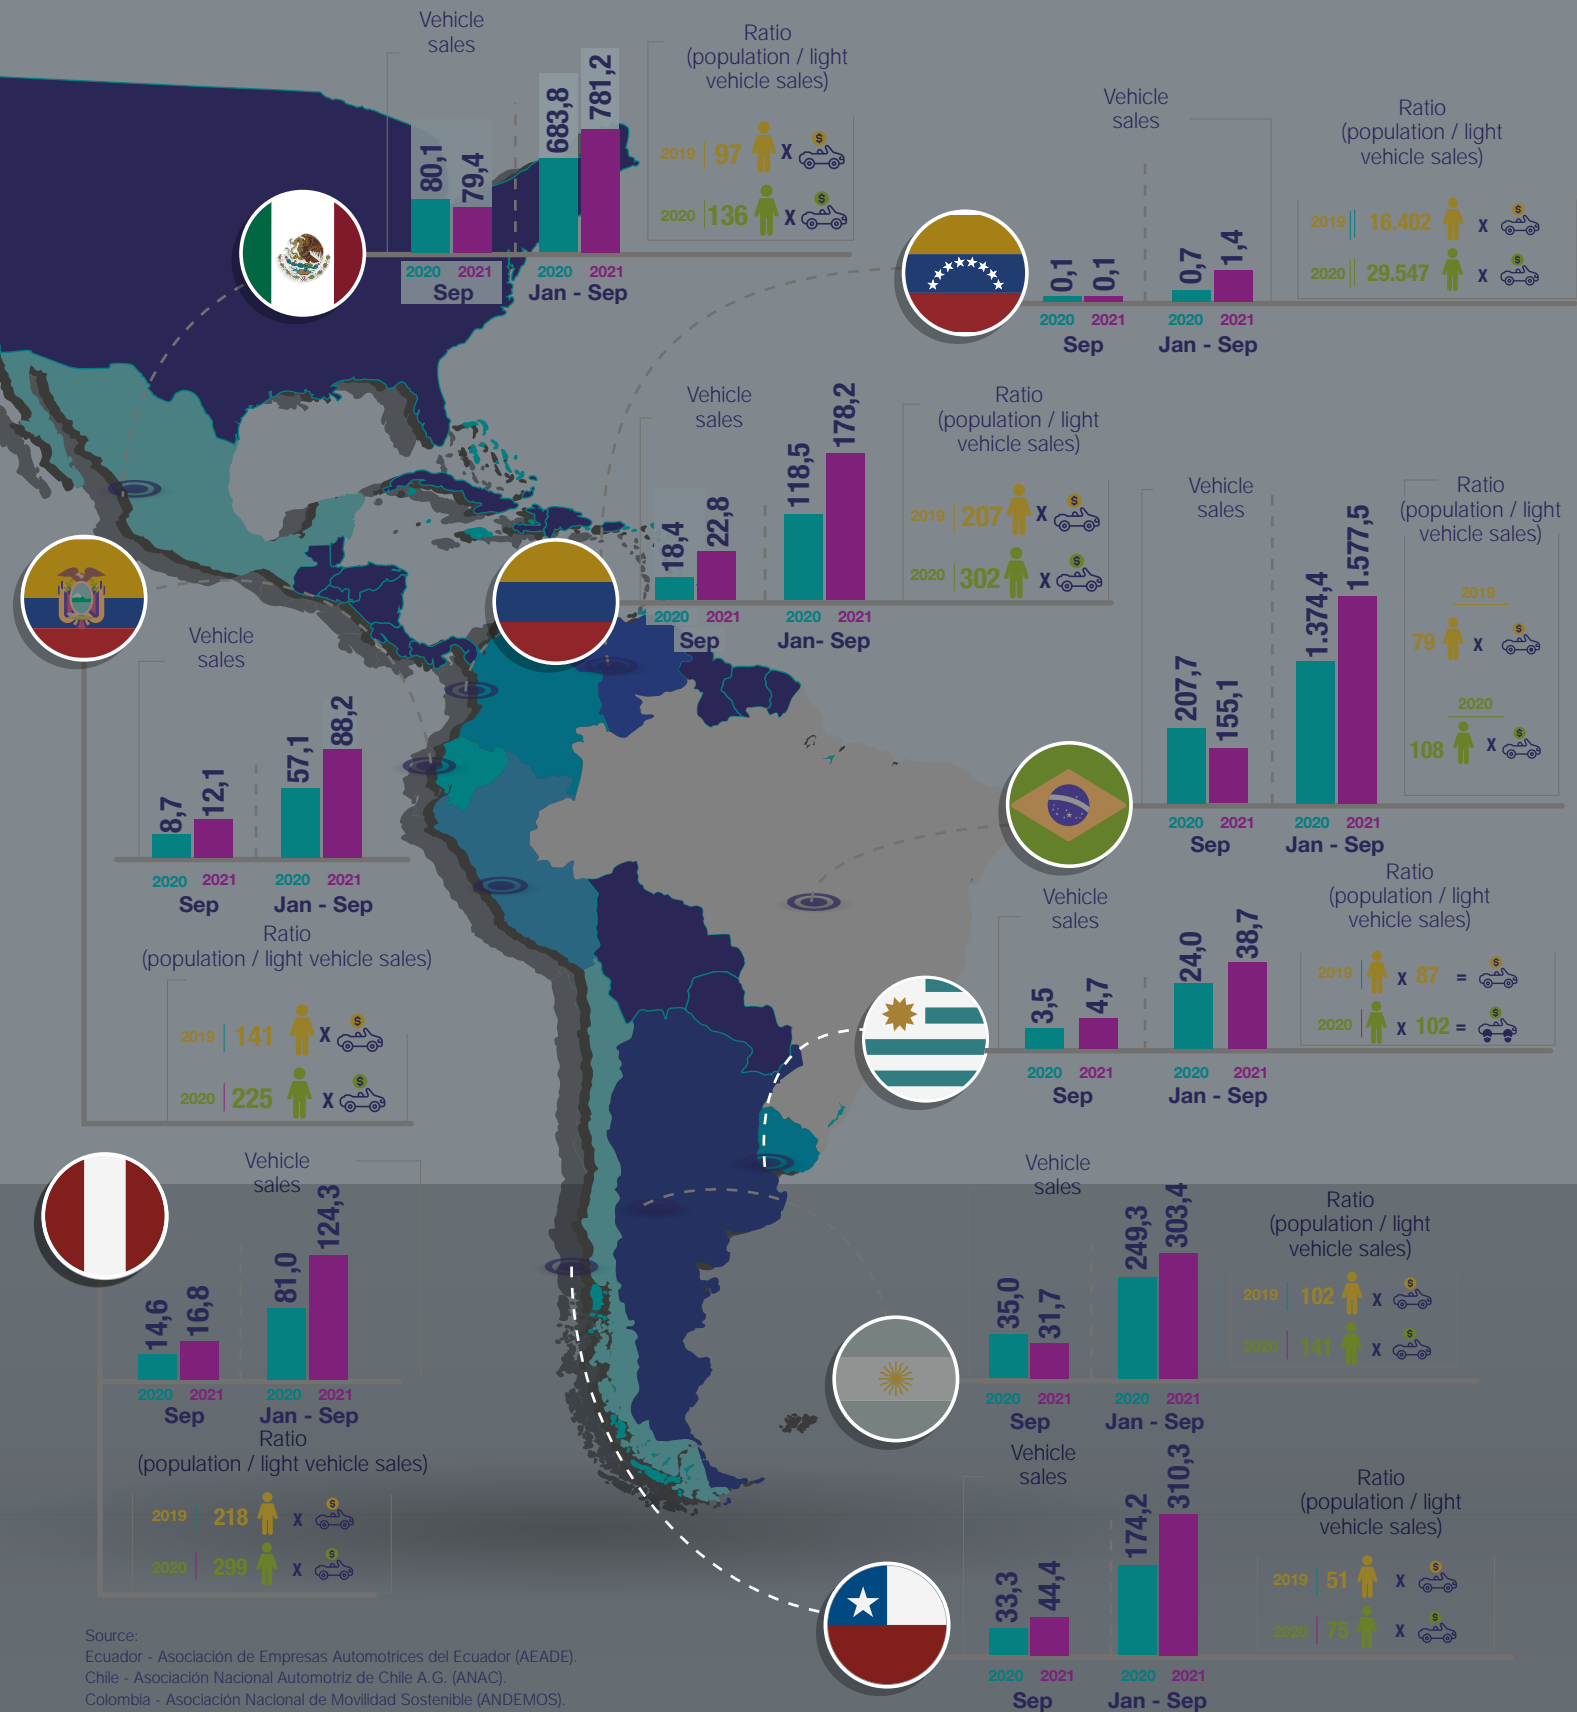 Vehicle
sales
80,1
79,4
683,8
781,2
2020 2021 2020 2021
Sep Jan - Sep
Ratio
(population / light
vehicle sales)
2019 97 X $
2020 136 X $
Vehicle
sales
0,1
0,1
0,7
1,4
2020 2021 2020 2021
Sep Jan - Sep
Ratio
(population / light
vehicle sales)
2019 16.402 X $
2020 29.547 X $
Vehicle
sales
18,4
22,8
118,5
178,2
2020 2021 2020 2021
Sep Jan- Sep
Ratio
(population / light
vehicle sales)
2019 207 X $
2020 302 X $
Vehicle
sales
207,7
155,1
1.374,4
1.577,5
2020 2021 2020 2021
Sep Jan - Sep
Ratio
(population / light
vehicle sales)
2019
79 X $
2020
108 X $
Vehicle
sales
8,7
12,1
57,1
88,2
2020 2021 2020 2021
Sep Jan - Sep
Ratio
(population / light vehicle sales)
2019 141 X $
2020 225 X $
Vehicle
sales
3,5
4,7
24,0
38,7
2020 2021 2020 2021
Sep Jan - Sep
Ratio
(population / light
vehicle sales)
2019 X 87 = $
2020 X 102 = $
Vehicle
sales
14,6
16,8
81,0
124,3
2020 2021 2020 2021
Sep Jan - Sep
Ratio
(population / light vehicle sales)
2019 218 X $
2020 299 X $
Vehicle
sales
35,0
31,7
249,3
303,4
2020 2021 2020 2021
Sep Jan - Sep
Ratio
(population / light
vehicle sales)
2019 102 X $
2020 141 X $
Vehicle
sales
33,3
44,4
174,2
310,3
2020 2021 2020 2021
Sep Jan - Sep
Ratio
(population / light
vehicle sales)
2019 51 X $
2020 75 X $
Source:
Ecuador - Asociación de Empresas Automotrices del Ecuador (AEADE).
Chile - Asociación Nacional Automotriz de Chile A.G. (ANAC).
Colombia - Asociación Nacional de Movilidad Sostenible (ANDEMOS).